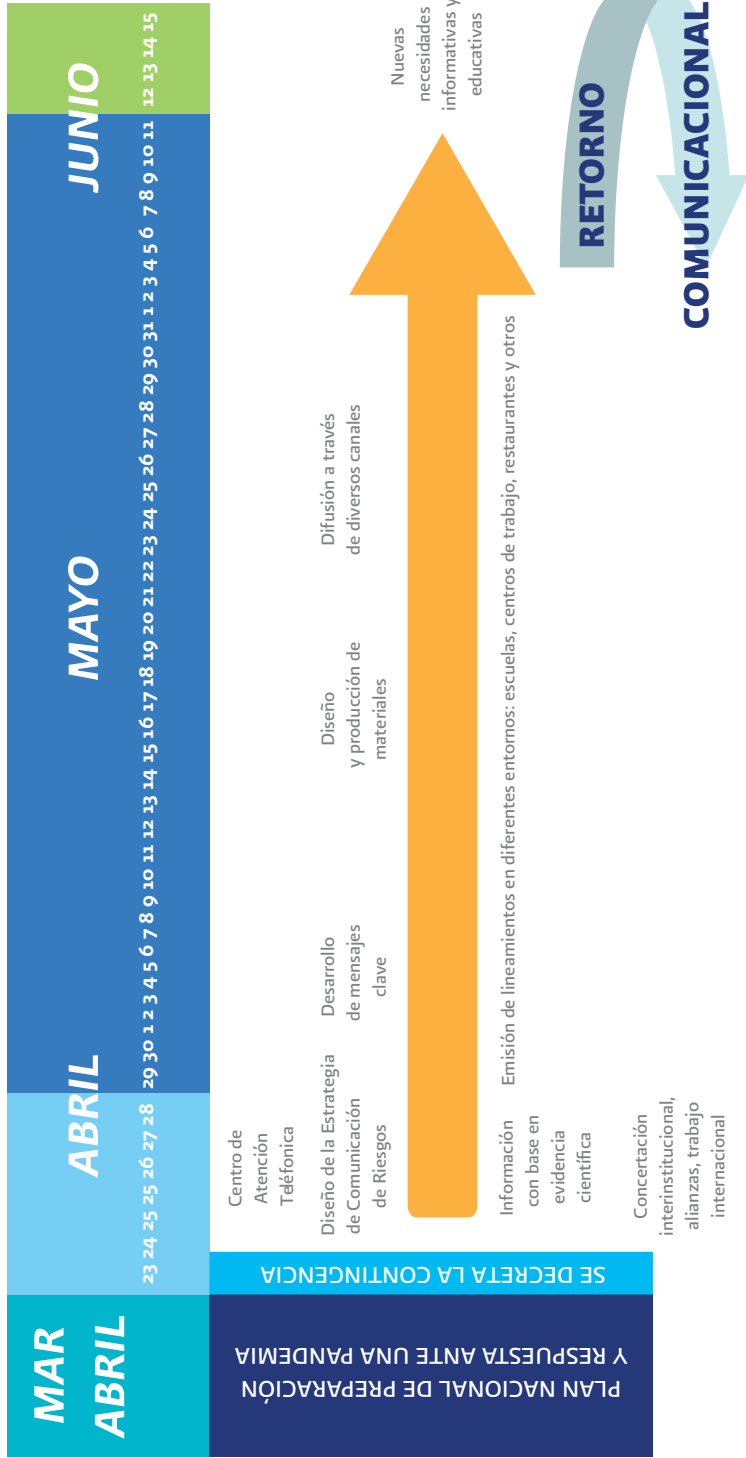 MAR
ABRIL
ABRIL
MAYO
JUNIO
23 24 25 25 26 27 28 29 30 1 2 3 4 5 6 7 8 9 10 11 12 13 14 15 16 17 18 19 20 21 22 23 24 25 26 27 28 29 30 31 1 2 3 4 5 6 7 8 9 10 11 12 13 14 15
PLAN NACIONAL DE PREPARACIÓN
Y RESPUESTA ANTE UNA PANDEMIA
SE DECRETA LA CONTINGENCIA
Centro de
Atención
Teléfonica
Diseño de la Estrategia
de Comunicación
de Riesgos
Desarrollo
de mensajes
clave
Diseño
y producción de
materiales
Difusión a través
de diversos canales
Nuevas
necesidades
informativas y
educativas
Información
con base en
evidencia
científica
Emisión de lineamientos en diferentes entornos: escuelas, centros de trabajo, restaurantes y otros
Concertación
interinstitucional,
alianzas, trabajo
internacional
RETORNO
COMUNICACIONAL